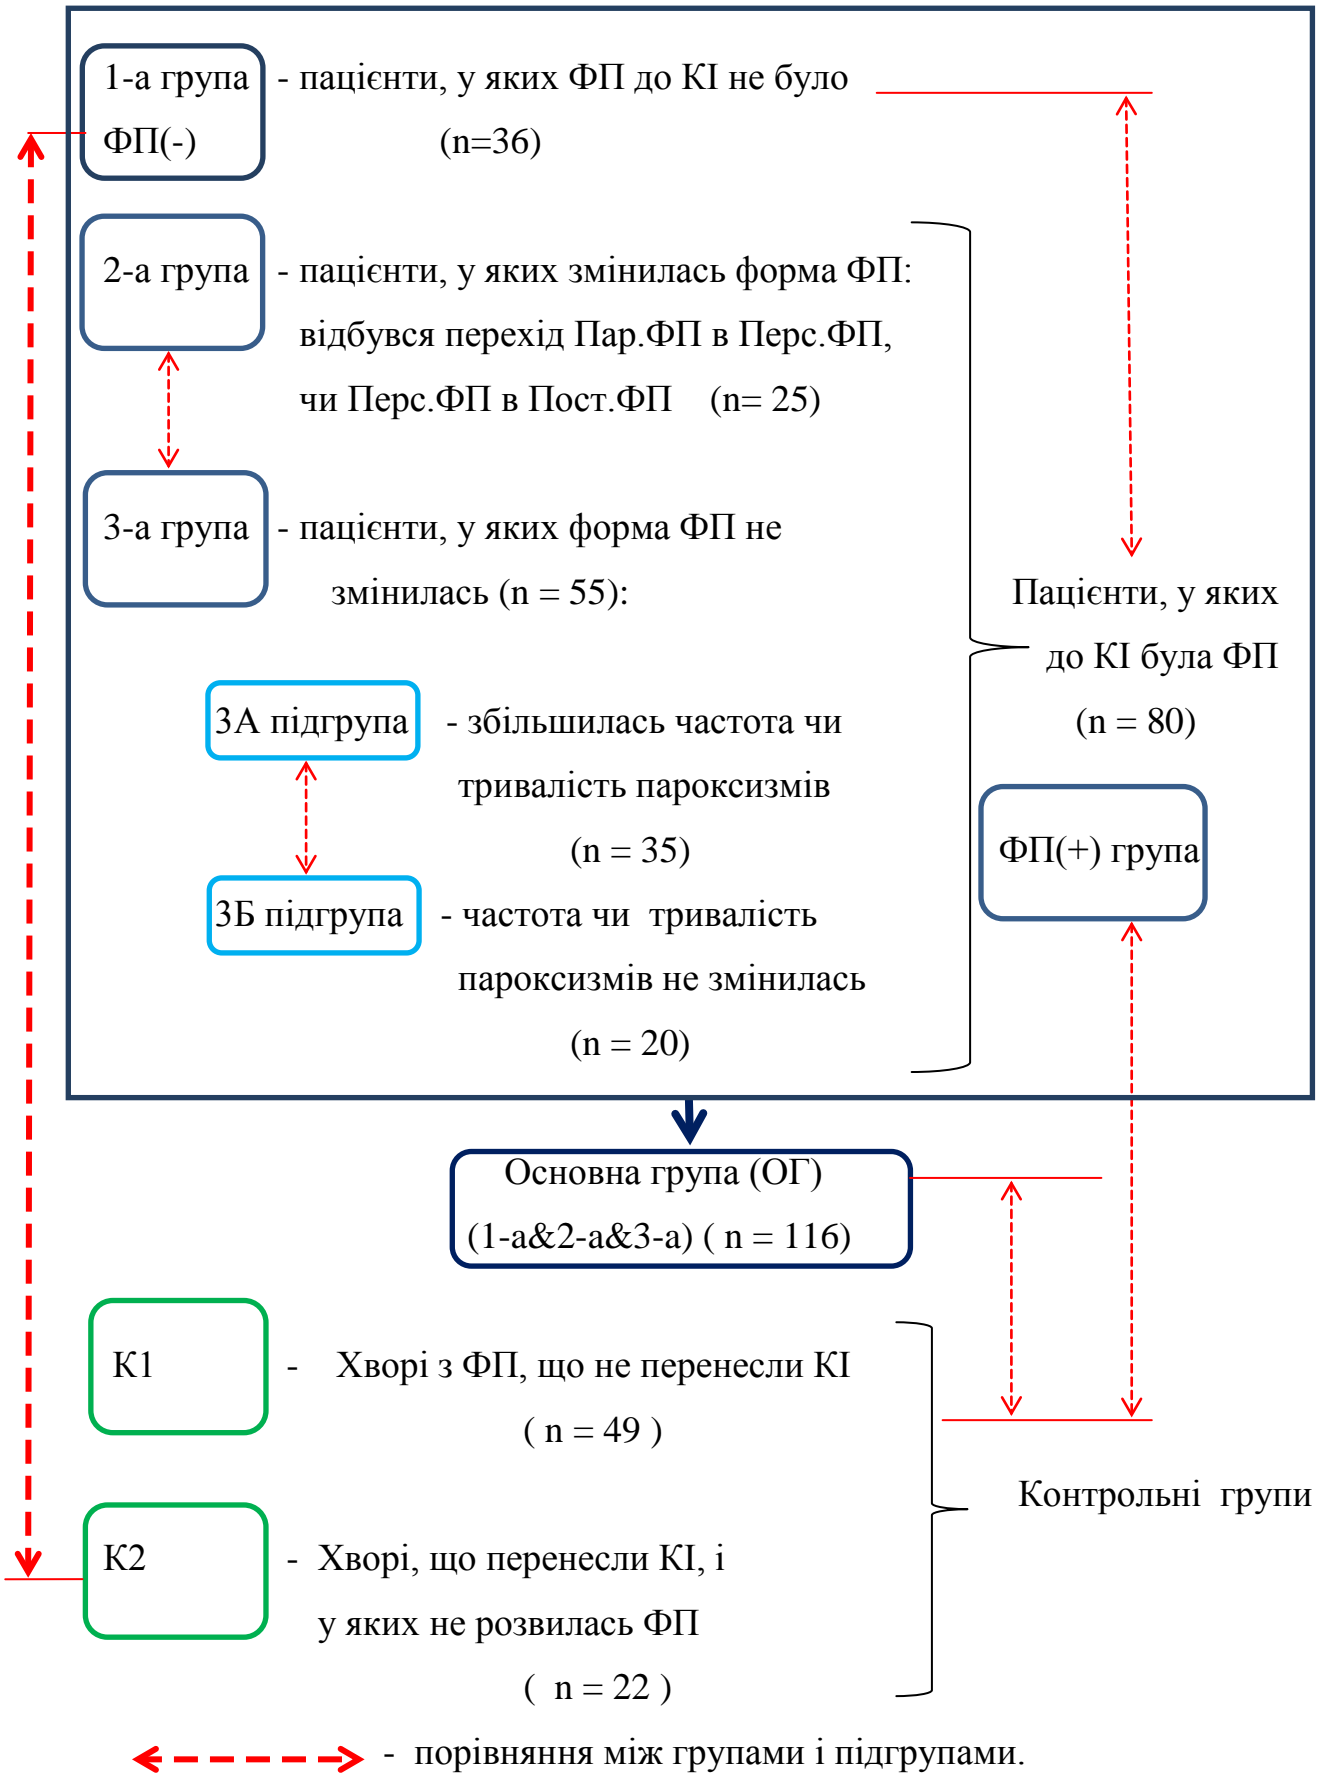 1-а група - пацієнти, у яких ФП до КІ не було
ФП(-) (n=36)
2-а група - пацієнти, у яких змінилась форма ФП:
відбувся перехід Пар.ФП в Перс.ФП,
чи Перс.ФП в Пост.ФП (n= 25)
3-а група - пацієнти, у яких форма ФП не
змінилась (n = 55):
Пацієнти, у яких
до КІ була ФП
(n = 80)
ФП(+) група
3А підгрупа - збільшилась частота чи
тривалість пароксизмів
(n = 35)
3Б підгрупа - частота чи тривалість
пароксизмів не змінилась
(n = 20)
Основна група (ОГ)
(1-а&2-а&3-а) ( n = 116)
К1 - Хворі з ФП, що не перенесли КІ
( n = 49 )
Контрольні групи
К2 - Хворі, що перенесли КІ, і
у яких не розвилась ФП
( n = 22 )
- порівняння між групами і підгрупами.